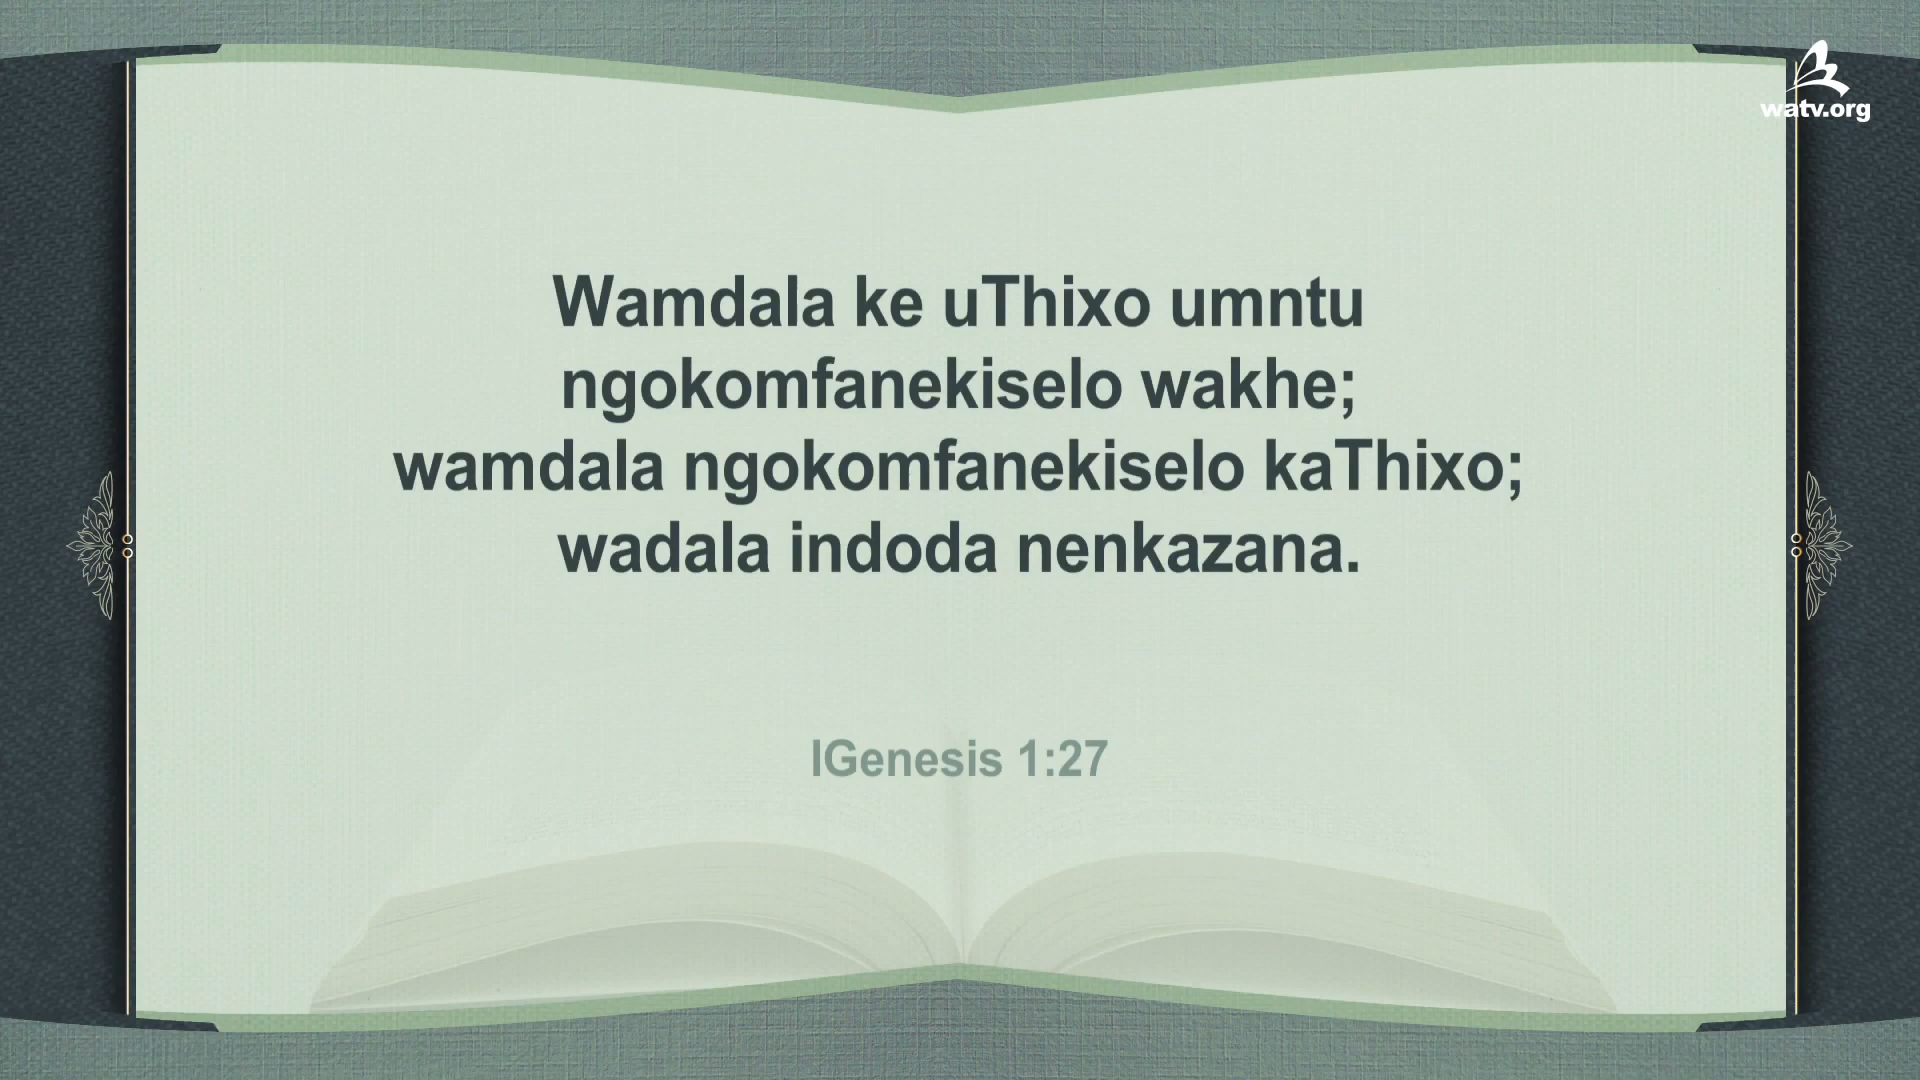 watv.org
Wamdala ke uThixo umntu
ngokomfanekiselo wakhe;
wamdala ngokomfanekiselo kaThixo;
wadala indoda nenkazana.
IGenesis 1:27